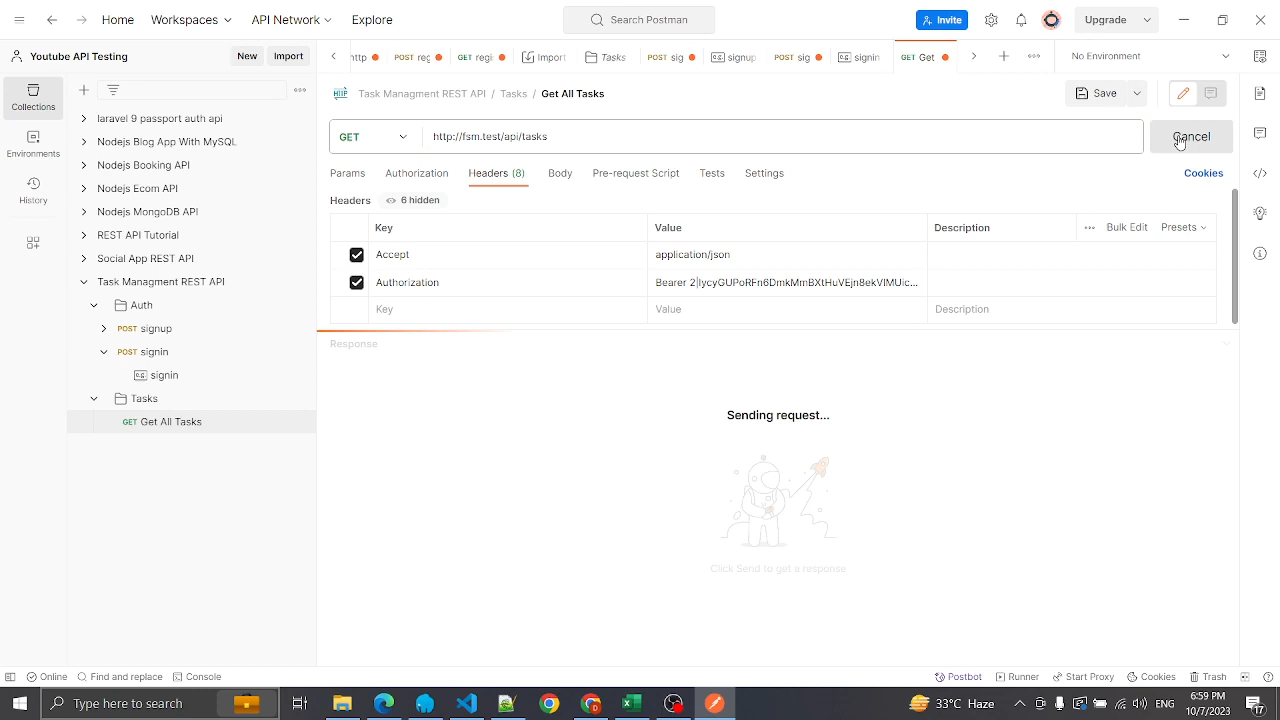 Home Workspaces API Network Explore Search Postman Invite Upgrade
Youtube API Testing New Import http POST reg GET regi Import Tasks POST sig signup POST sig signin GET Get No Environment
Collections
Environments
History
laravel 9 passport auth api
Nodejs Blog App With MySQL
Nodejs Booking API
Nodejs Ecom API
Nodejs MongoDB API
REST API Tutorial
Social App REST API
Task Managment REST API
Auth
POST signup
POST signin
signin
Tasks
GET Get All Tasks
HTTP Task Managment REST API / Tasks / Get All Tasks Save
GET http://fsm.test/api/tasks Cancel
Params Authorization Headers (8) Body Pre-request Script Tests Settings Cookies
Headers 6 hidden
Key Value Description Bulk Edit Presets
Accept application/json
Authorization
Key Value Description
Response
Sending request...
Click Send to get a response
Online Find and replace Console Postbot Runner Start Proxy Cookies Trash
Type here to search 33°C Haze ENG 6:59 PM
10/7/2023